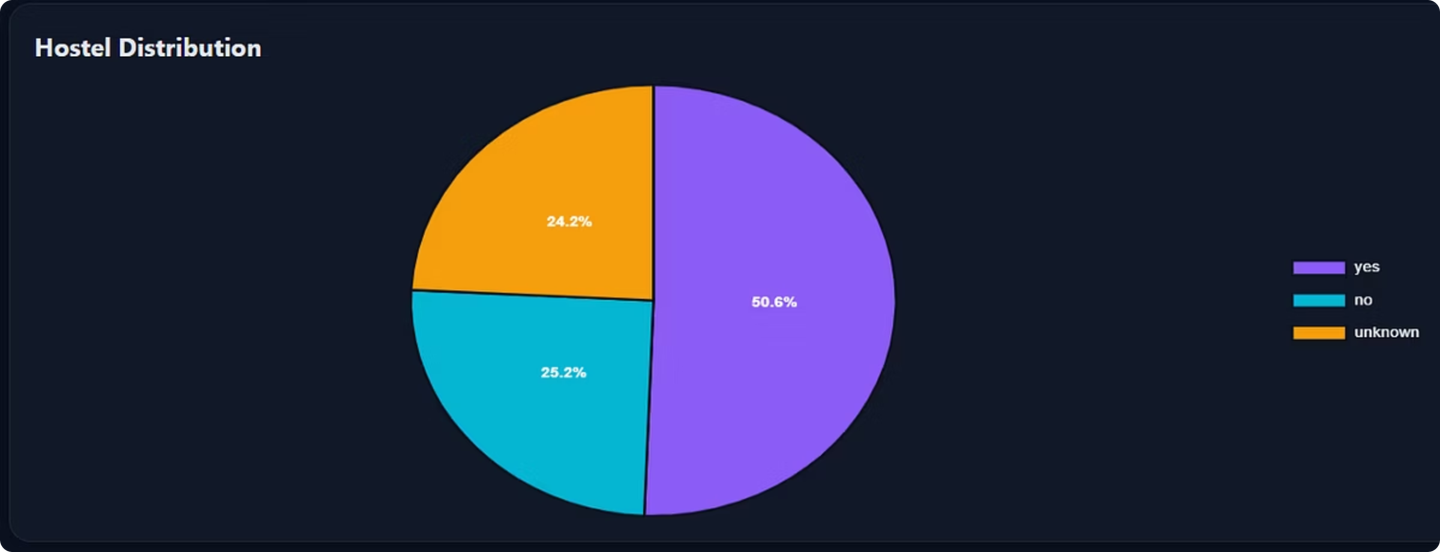 Hostel Distribution
24.2%
50.6%
25.2%
yes
no
unknown